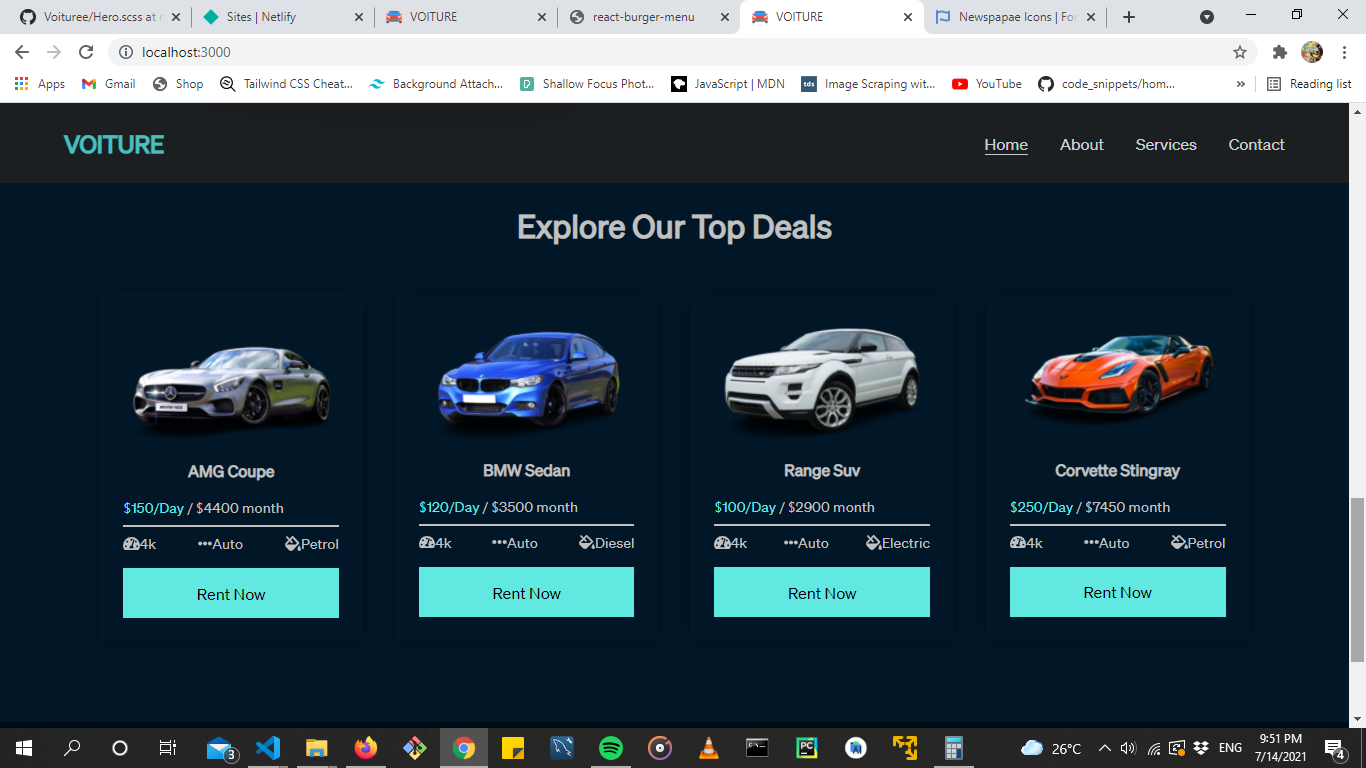 Voituree/Hero.scss at r
Sites | Netlify
VOITURE
react-burger-menu
VOITURE
Newspapae Icons | For
localhost:3000
Apps
Gmail
Shop
Tailwind CSS Cheat...
Background Attach...
Shallow Focus Phot...
JavaScript | MDN
tds
Image Scraping wit...
YouTube
code_snippets/hom...
»
Reading list
VOITURE
Home
About
Services
Contact
Explore Our Top Deals
AMG Coupe
$150/Day / $4400 month
4k
•••Auto
Petrol
Rent Now
BMW Sedan
$120/Day / $3500 month
4k
•••Auto
Diesel
Rent Now
Range Suv
$100/Day / $2900 month
4k
•••Auto
Electric
Rent Now
Corvette Stingray
$250/Day / $7450 month
4k
•••Auto
Petrol
Rent Now
3
PC
26°C
ENG
9:51 PM
7/14/2021
4